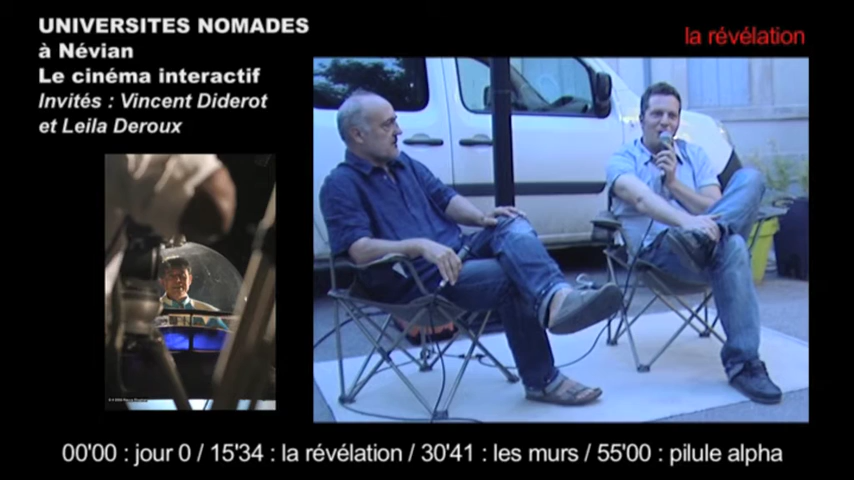 UNIVERSITES NOMADES
à Névian
Le cinéma interactif
Invités : Vincent Diderot
et Leila Deroux
la révélation
00'00 : jour 0 / 15'34 : la révélation / 30'41 : les murs / 55'00 : pilule alpha